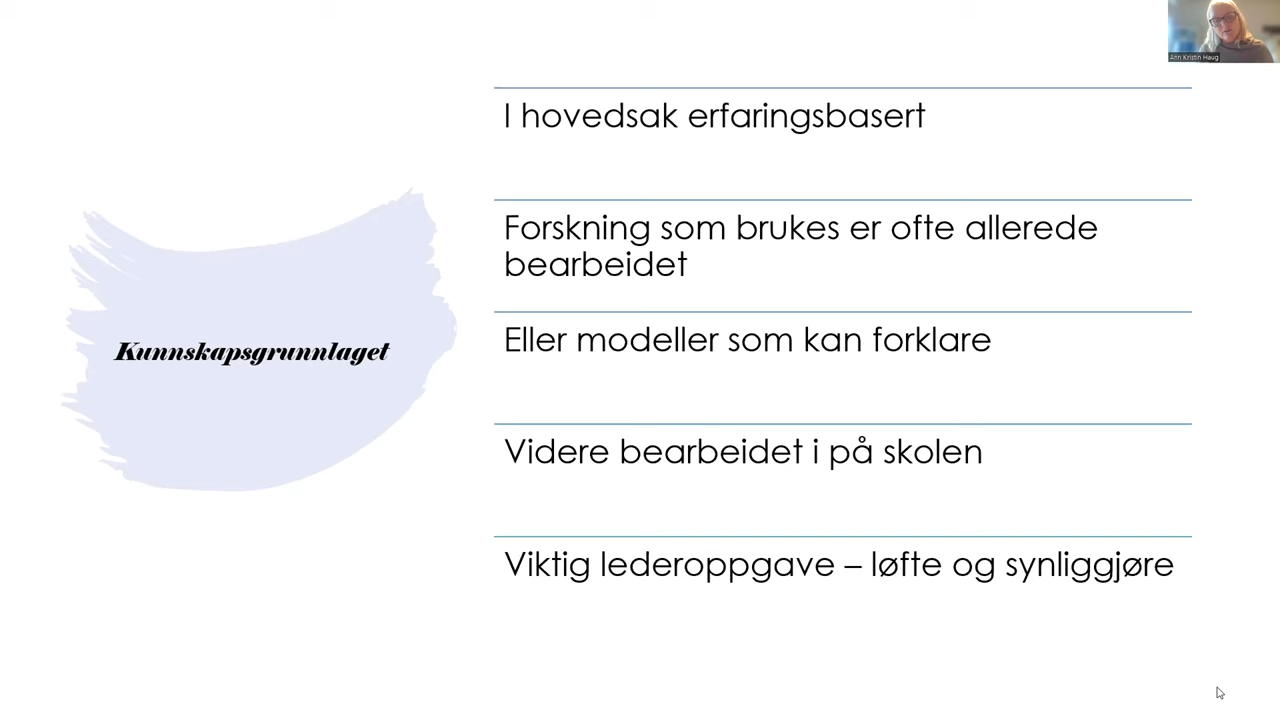 Ann Kristin Haug
I hovedsak erfaringsbasert
Forskning som brukes er ofte allerede
bearbeidet
Kunnskapsgrunnlaget
Eller modeller som kan forklare
Videre bearbeidet i på skolen
Viktig lederoppgave – løfte og synliggjøre